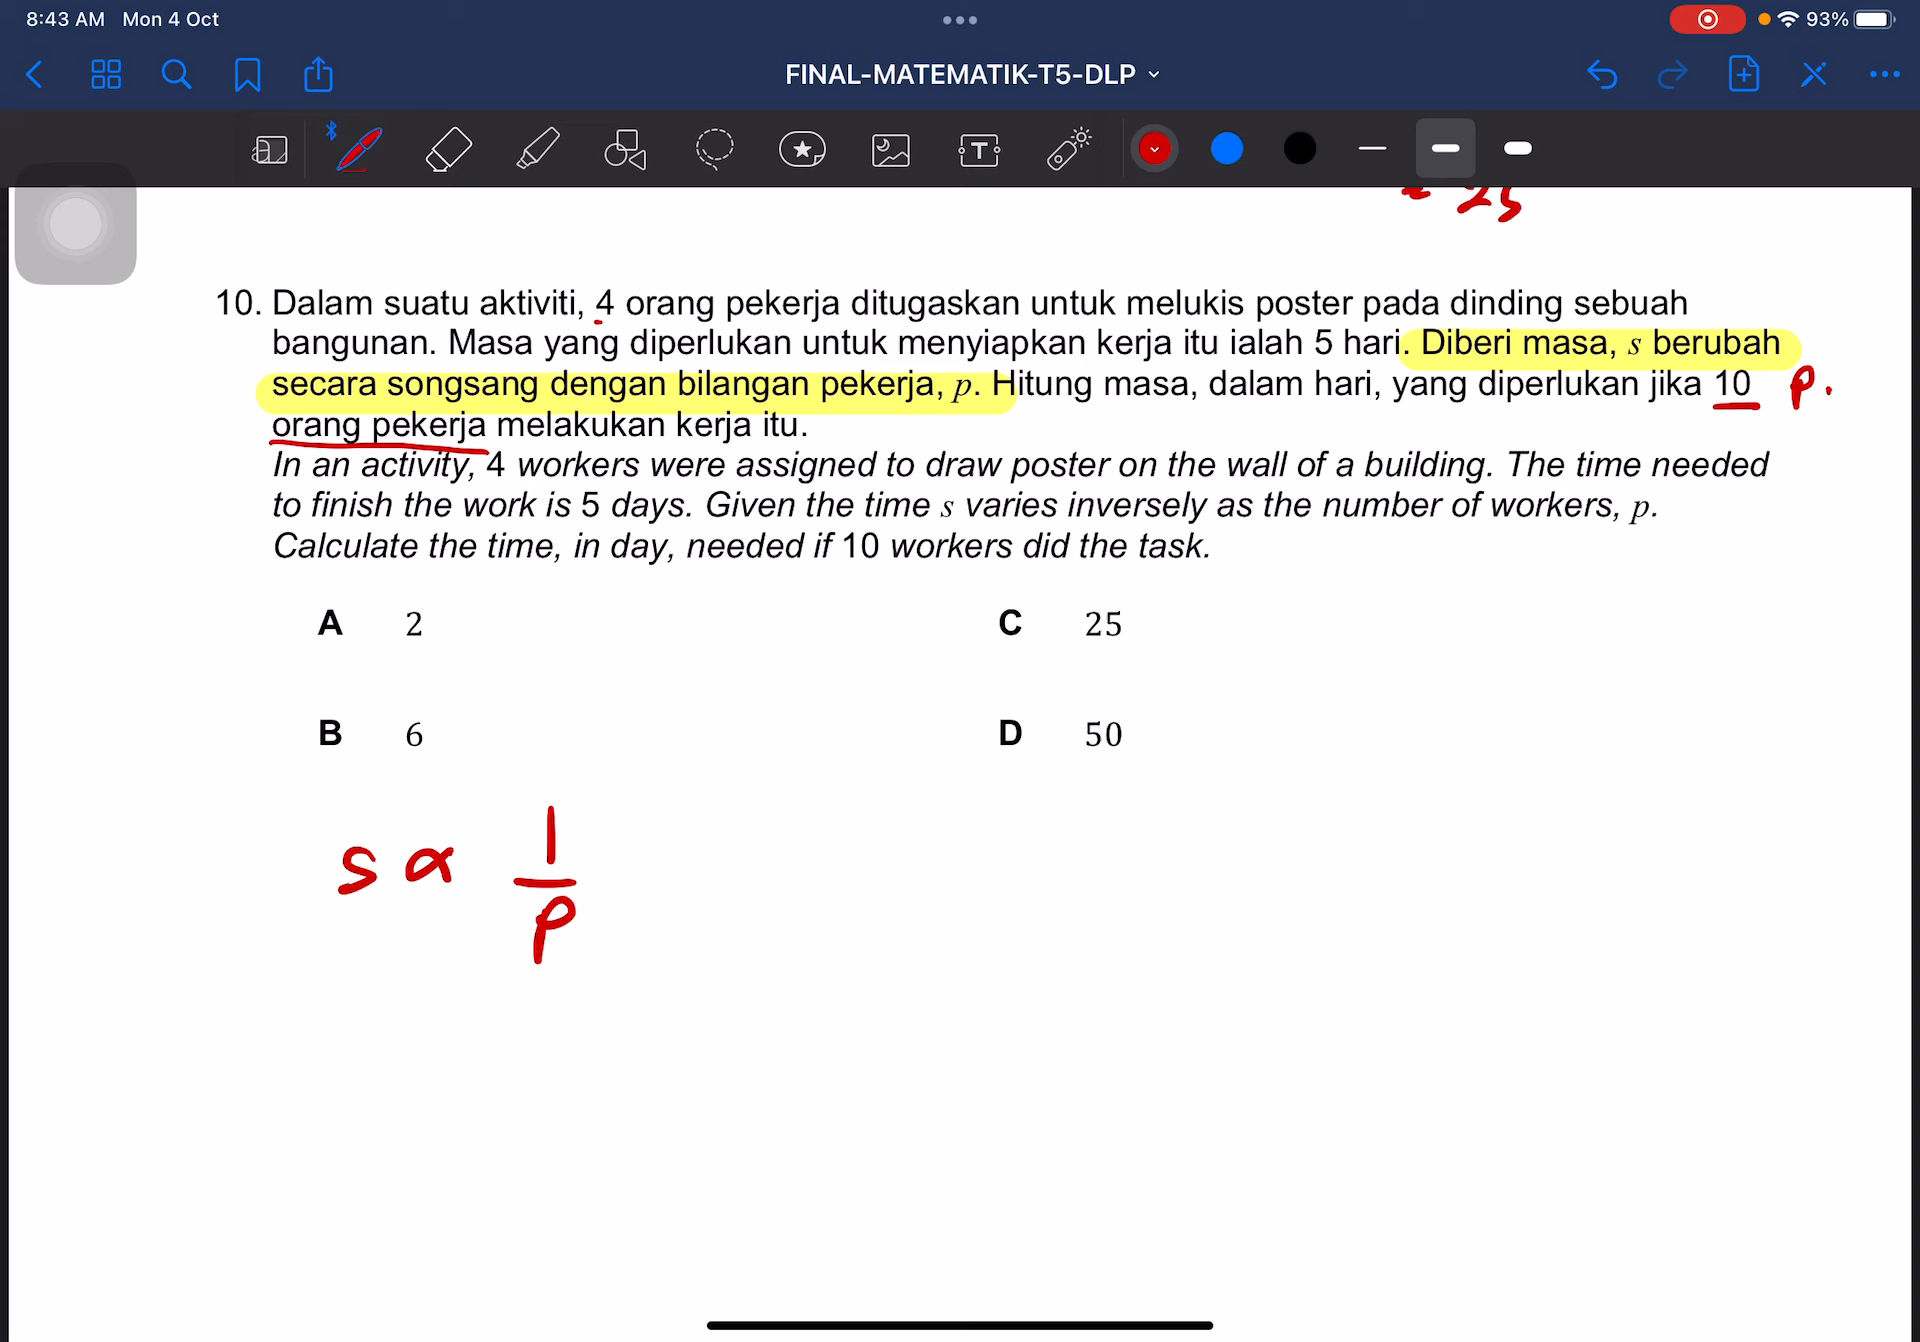 8:43 AM Mon 4 Oct
93%
FINAL-MATEMATIK-T5-DLP
= 25
10. Dalam suatu aktiviti, 4 orang pekerja ditugaskan untuk melukis poster pada dinding sebuah
bangunan. Masa yang diperlukan untuk menyiapkan kerja itu ialah 5 hari. Diberi masa, s berubah
secara songsang dengan bilangan pekerja, p. Hitung masa, dalam hari, yang diperlukan jika 10 p.
orang pekerja melakukan kerja itu.
In an activity, 4 workers were assigned to draw poster on the wall of a building. The time needed
to finish the work is 5 days. Given the time s varies inversely as the number of workers, p.
Calculate the time, in day, needed if 10 workers did the task.
A 2 C 25
B 6 D 50
s ∝ 1/p